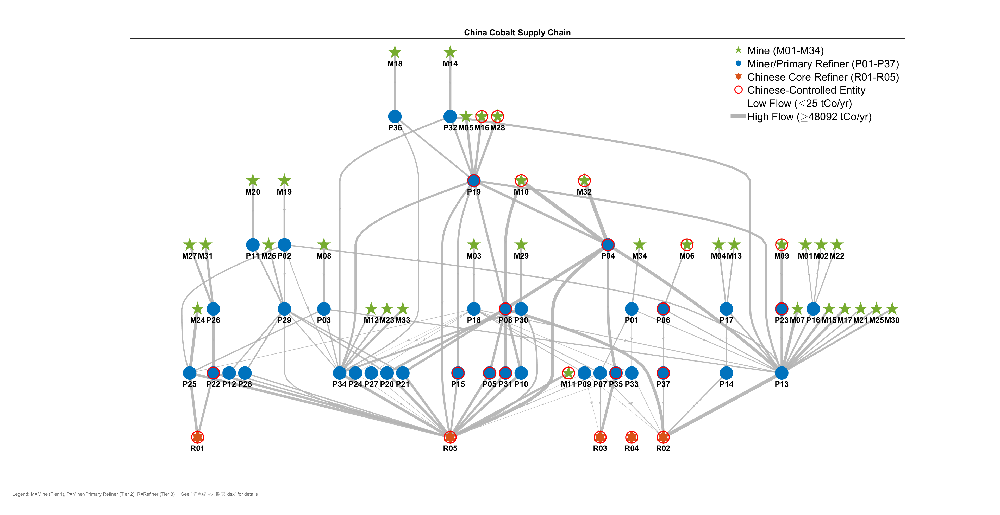 China Cobalt Supply Chain
Mine (M01-M34)
Miner/Primary Refiner (P01-P37)
Chinese Core Refiner (R01-R05)
Chinese-Controlled Entity
Low Flow (≤25 tCo/yr)
High Flow (≥48092 tCo/yr)
M18 M14
P36 P32 M05 M16 M28
M20 M19 P19 M10 M32
M27 M31 P11 M26 P02 M08 M03 M29 P04 M34 M06 M04 M13 M09 M01 M02 M22
M24 P26 P29 P03 M12 M23 M33 P18 P08 P30 P01 P06 P17 P23 M07 P16 M15 M17 M21 M25 M30
P25 P22 P12 P28 P34 P24 P27 P20 P21 P15 P05 P31 P10 M11 P09 P07 P35 P33 P37 P14 P13
R01 R05 R03 R04 R02
Legend: M=Mine (Tier 1), P=Miner/Primary Refiner (Tier 2), R=Refiner (Tier 3) | See "节点编号对照表.xlsx" for details